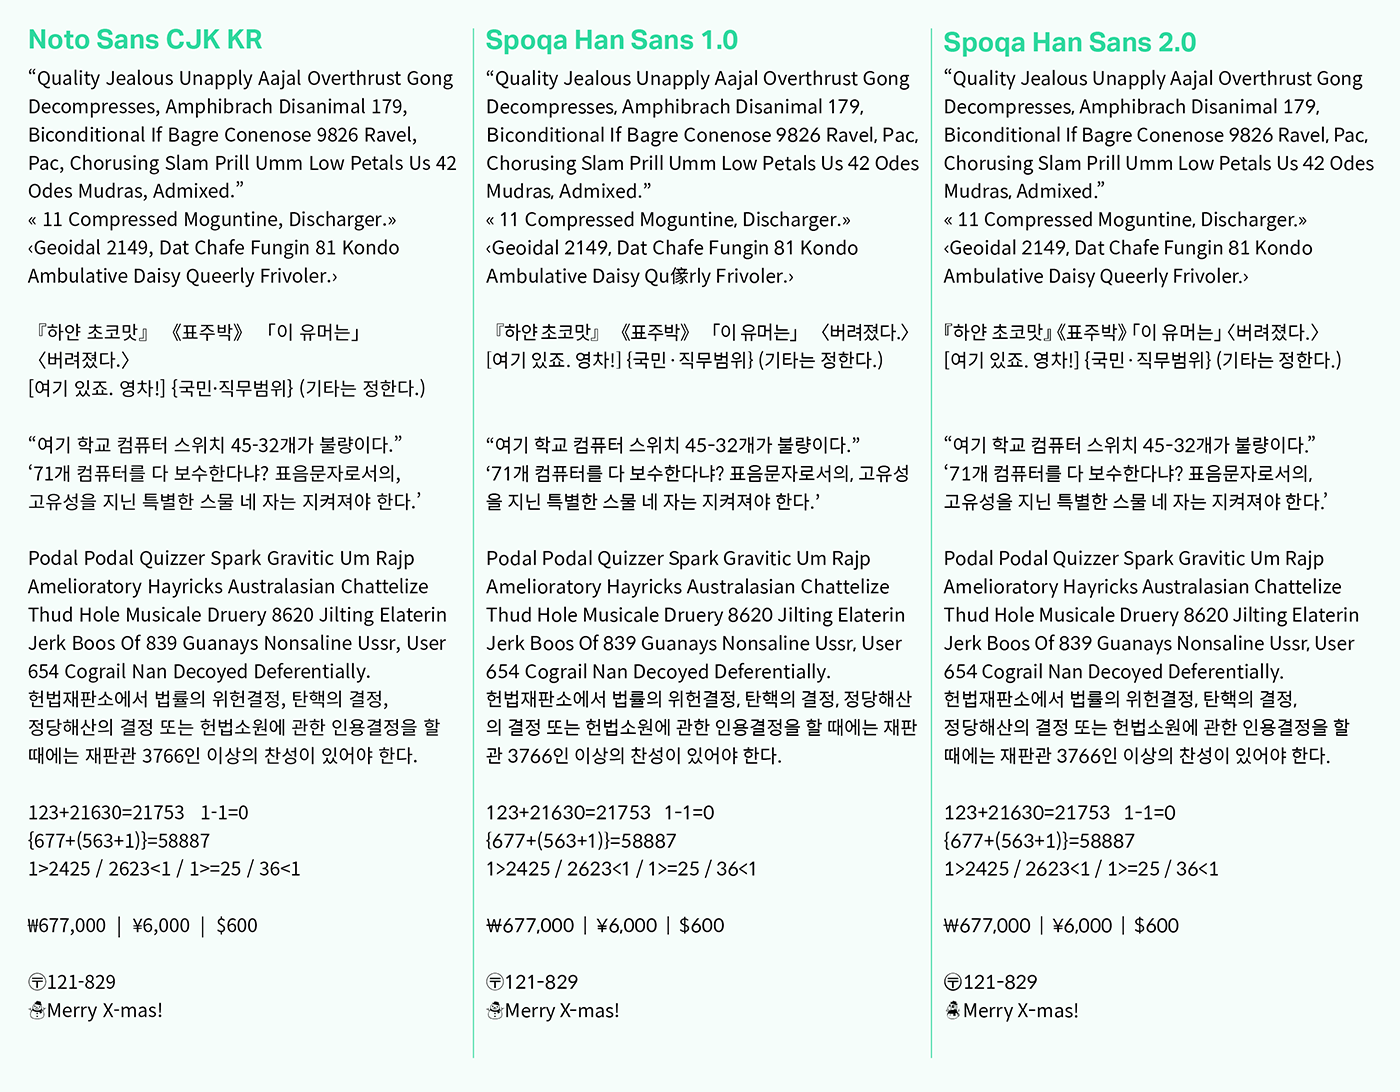 Noto Sans CJK KR
“Quality Jealous Unapply Aajal Overthrust Gong
Decompresses, Amphibrach Disanimal 179,
Biconditional If Bagre Conenose 9826 Ravel,
Pac, Chorusing Slam Prill Umm Low Petals Us 42
Odes Mudras, Admixed.”
« 11 Compressed Moguntine, Discharger.»
‹Geoidal 2149, Dat Chafe Fungin 81 Kondo
Ambulative Daisy Queerly Frivoler.›
『하얀 초코맛』 《표주박》 「이 유머는」
〈버려졌다.〉
[여기 있죠. 영차!] {국민·직무범위} (기타는 정한다.)
“여기 학교 컴퓨터 스위치 45-32개가 불량이다.”
‘71개 컴퓨터를 다 보수한다냐? 표음문자로서의,
고유성을 지닌 특별한 스물 네 자는 지켜져야 한다.’
Podal Podal Quizzer Spark Gravitic Um Rajp
Amelioratory Hayricks Australasian Chattelize
Thud Hole Musicale Druery 8620 Jilting Elaterin
Jerk Boos Of 839 Guanays Nonsaline Ussr, User
654 Cograil Nan Decoyed Deferentially.
헌법재판소에서 법률의 위헌결정, 탄핵의 결정,
정당해산의 결정 또는 헌법소원에 관한 인용결정을 할
때에는 재판관 3766인 이상의 찬성이 있어야 한다.
123+21630=21753 1-1=0
{677+(563+1)}=58887
1>2425 / 2623<1 / 1>=25 / 36<1
₩677,000 | ¥6,000 | $600
〶121-829
☃Merry X-mas!
Spoqa Han Sans 1.0
“Quality Jealous Unapply Aajal Overthrust Gong
Decompresses, Amphibrach Disanimal 179,
Biconditional If Bagre Conenose 9826 Ravel, Pac,
Chorusing Slam Prill Umm Low Petals Us 42 Odes
Mudras, Admixed.”
« 11 Compressed Moguntine, Discharger.»
‹Geoidal 2149, Dat Chafe Fungin 81 Kondo
Ambulative Daisy Qu傢rly Frivoler.›
『하얀 초코맛』 《표주박》 「이 유머는」 〈버려졌다.〉
[여기 있죠. 영차!] {국민·직무범위} (기타는 정한다.)
“여기 학교 컴퓨터 스위치 45-32개가 불량이다.”
‘71개 컴퓨터를 다 보수한다냐? 표음문자로서의, 고유성
을 지닌 특별한 스물 네 자는 지켜져야 한다.’
Podal Podal Quizzer Spark Gravitic Um Rajp
Amelioratory Hayricks Australasian Chattelize
Thud Hole Musicale Druery 8620 Jilting Elaterin
Jerk Boos Of 839 Guanays Nonsaline Ussr, User
654 Cograil Nan Decoyed Deferentially.
헌법재판소에서 법률의 위헌결정, 탄핵의 결정, 정당해산
의 결정 또는 헌법소원에 관한 인용결정을 할 때에는 재판
관 3766인 이상의 찬성이 있어야 한다.
123+21630=21753 1-1=0
{677+(563+1)}=58887
1>2425 / 2623<1 / 1>=25 / 36<1
₩677,000 | ¥6,000 | $600
〶121-829
☃Merry X-mas!
Spoqa Han Sans 2.0
“Quality Jealous Unapply Aajal Overthrust Gong
Decompresses, Amphibrach Disanimal 179,
Biconditional If Bagre Conenose 9826 Ravel, Pac,
Chorusing Slam Prill Umm Low Petals Us 42 Odes
Mudras, Admixed.”
« 11 Compressed Moguntine, Discharger.»
‹Geoidal 2149, Dat Chafe Fungin 81 Kondo
Ambulative Daisy Queerly Frivoler.›
『하얀 초코맛』《표주박》「이 유머는」〈버려졌다.〉
[여기 있죠. 영차!] {국민·직무범위} (기타는 정한다.)
“여기 학교 컴퓨터 스위치 45-32개가 불량이다.”
‘71개 컴퓨터를 다 보수한다냐? 표음문자로서의,
고유성을 지닌 특별한 스물 네 자는 지켜져야 한다.’
Podal Podal Quizzer Spark Gravitic Um Rajp
Amelioratory Hayricks Australasian Chattelize
Thud Hole Musicale Druery 8620 Jilting Elaterin
Jerk Boos Of 839 Guanays Nonsaline Ussr, User
654 Cograil Nan Decoyed Deferentially.
헌법재판소에서 법률의 위헌결정, 탄핵의 결정,
정당해산의 결정 또는 헌법소원에 관한 인용결정을 할
때에는 재판관 3766인 이상의 찬성이 있어야 한다.
123+21630=21753 1-1=0
{677+(563+1)}=58887
1>2425 / 2623<1 / 1>=25 / 36<1
₩677,000 | ¥6,000 | $600
〶121-829
⛇Merry X-mas!